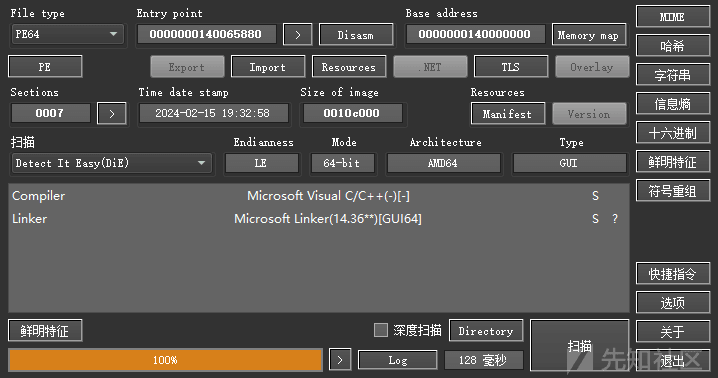 File type Entry point Base address MIME
PE64 0000000140065880 > Disasm 0000000140000000 Memory map 哈希
PE Export Import Resources .NET TLS Overlay 字符串
Sections Time date stamp Size of image Resources 信息熵
0007 > 2024-02-15 19:32:58 0010c000 Manifest Version 十六进制
扫描 Endianness Mode Architecture Type 鲜明特征
Detect It Easy(DiE) LE 64-bit AMD64 GUI
符号重组
Compiler Microsoft Visual C/C++(-)[-] S
Linker Microsoft Linker(14.36**)[GUI64] S ?
快捷指令
选项
鲜明特征 深度扫描 Directory 扫描 关于
100% > Log 128 毫秒 退出
先知社区